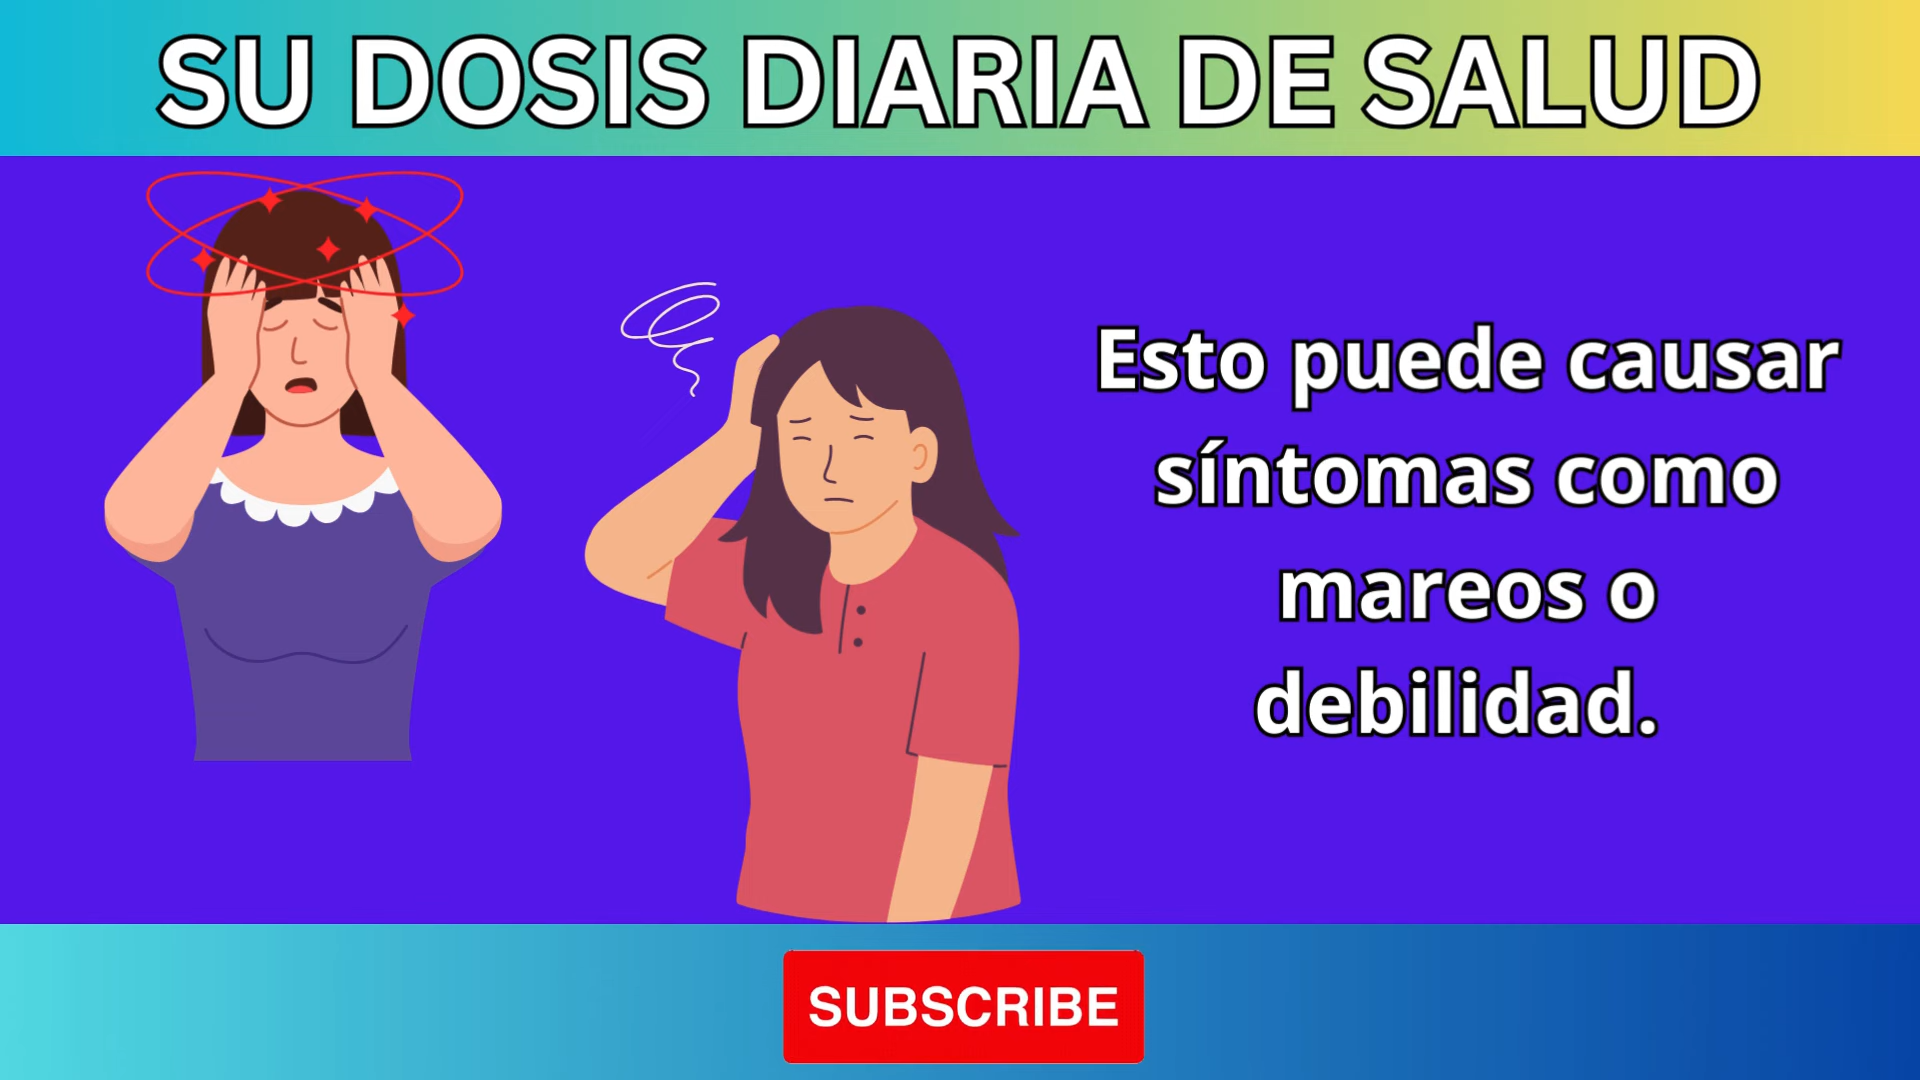 SU DOSIS DIARIA DE SALUD
Esto puede causar
síntomas como
mareos o
debilidad.
SUBSCRIBE